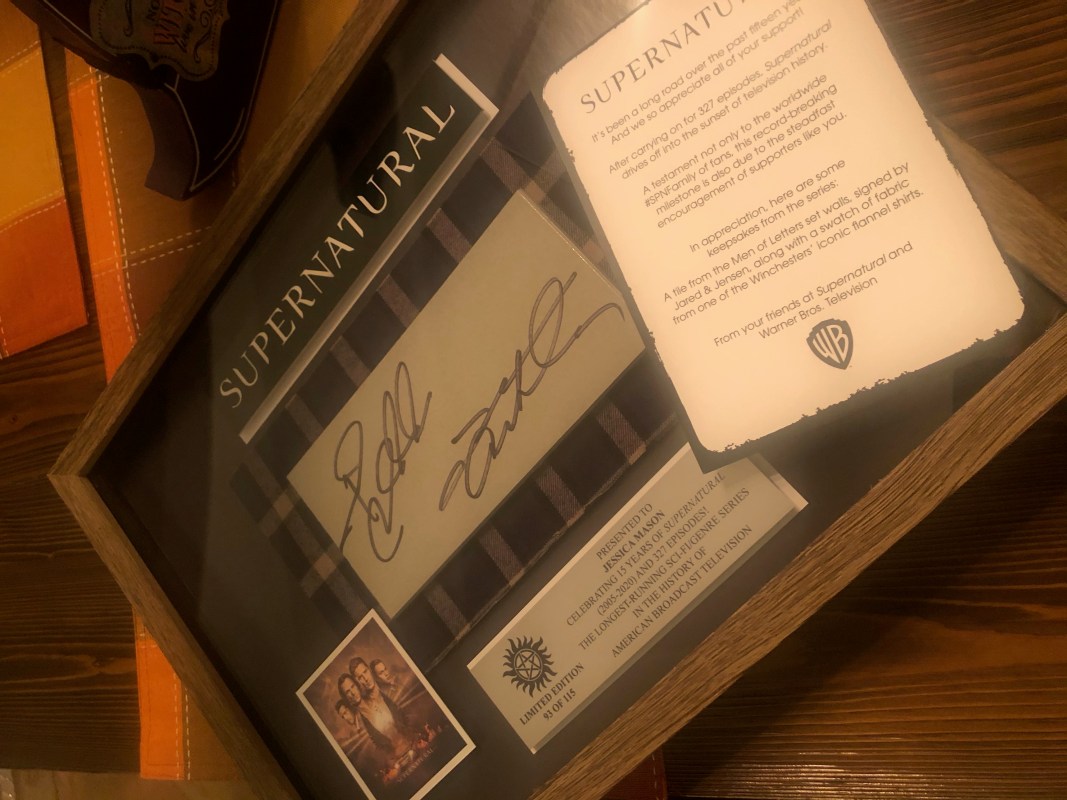 SUPERNATURAL
PRESENTED TO
JESSICA MASON
CELEBRATING 15 YEARS OF SUPERNATURAL
(2005-2020) AND 327 EPISODES!
THE LONGEST-RUNNING SCI-FI/GENRE SERIES
IN THE HISTORY OF
AMERICAN BROADCAST TELEVISION
LIMITED EDITION
93 OF 115
SUPERNATURAL
It's been a long road over the past fifteen
And we so appreciate all of your support!
After carrying on for 327 episodes, Supernatural
drives off into the sunset of television history.
A testament not only to the worldwide
#SPNFamily of fans, this record-breaking
milestone is also due to the steadfast
encouragement of supporters like you.
In appreciation, here are some
keepsakes from the series:
A tile from the Men of Letters set walls, signed by
Jared & Jensen, along with a swatch of fabric
from one of the Winchesters' iconic flannel shirts.
From your friends at Supernatural and
Warner Bros. Television
WB